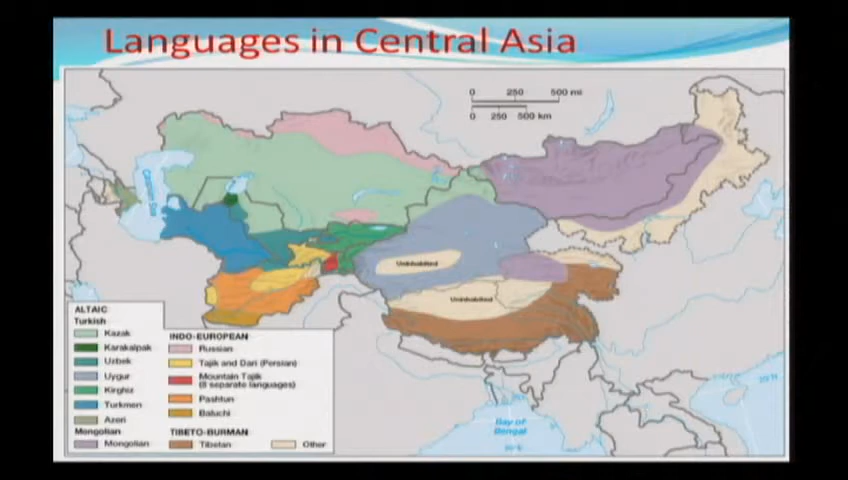 Languages in Central Asia
0 250 500 mi
0 250 500 km
Caspian Sea
Uninhabited
Uninhabited
ALTAIC
Turkish
Kazak
Karakalpak
Uzbek
Uygur
Kirghiz
Turkmen
Azeri
Mongolian
Mongolian
INDO-EUROPEAN
Russian
Tajik and Dari (Persian)
Mountain Tajik
(8 separate languages)
Pashtun
Baluchi
TIBETO-BURMAN
Tibetan
Other
Bay of
Bengal